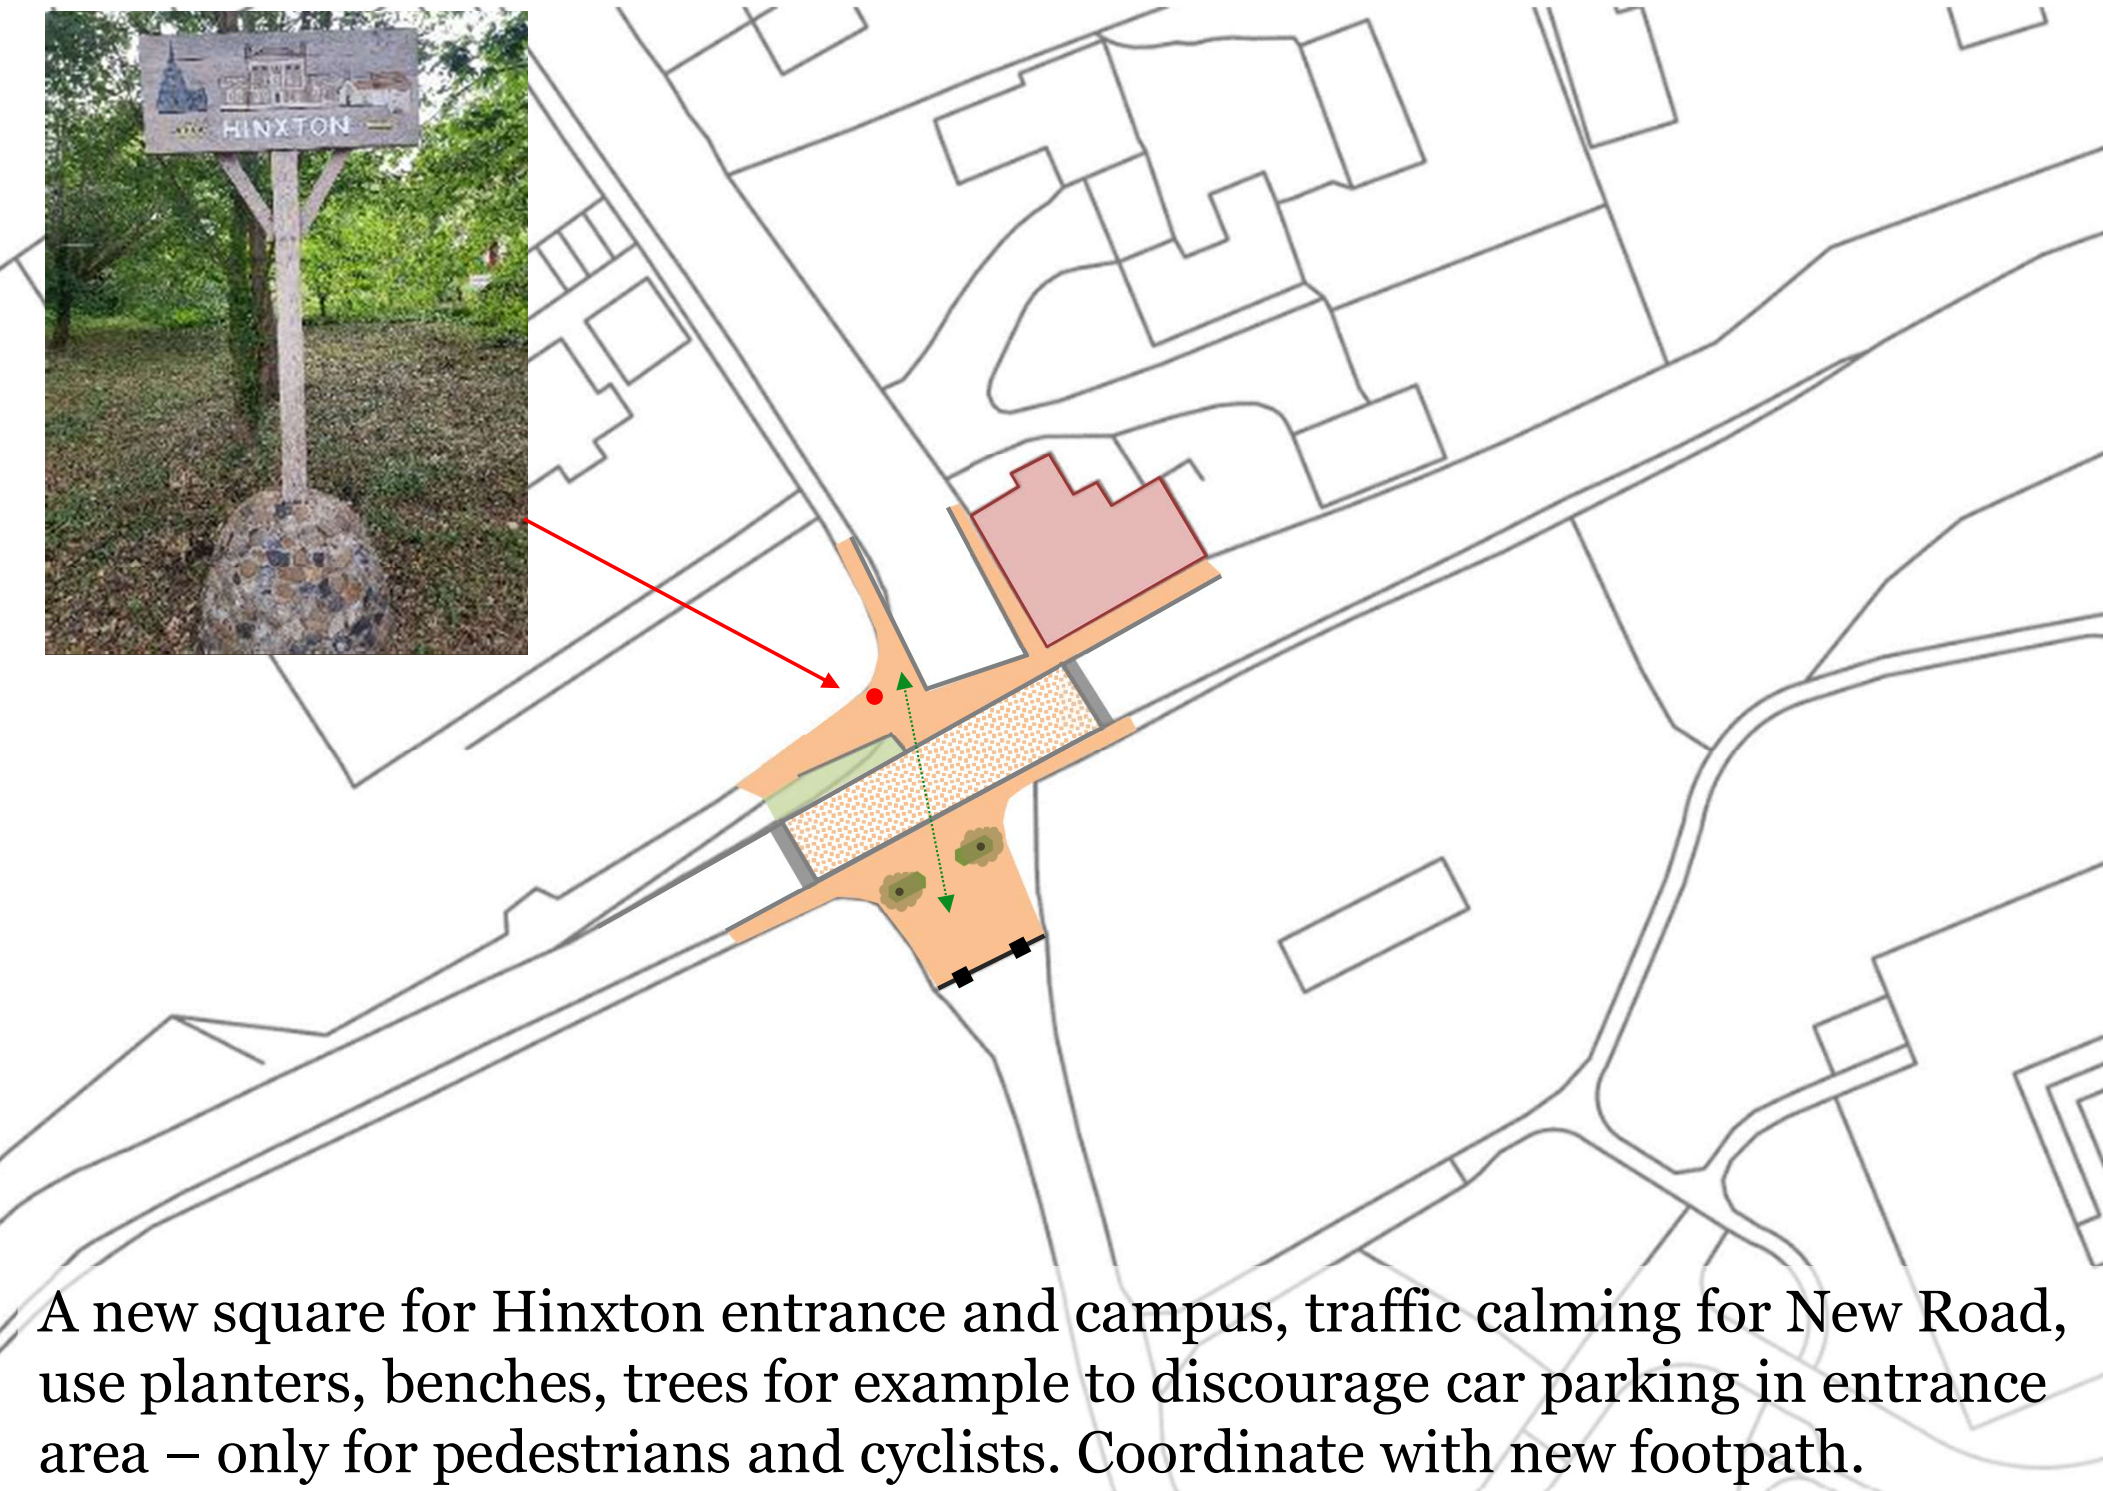 HINXTON
A new square for Hinxton entrance and campus, traffic calming for New Road,
use planters, benches, trees for example to discourage car parking in entrance
area – only for pedestrians and cyclists. Coordinate with new footpath.